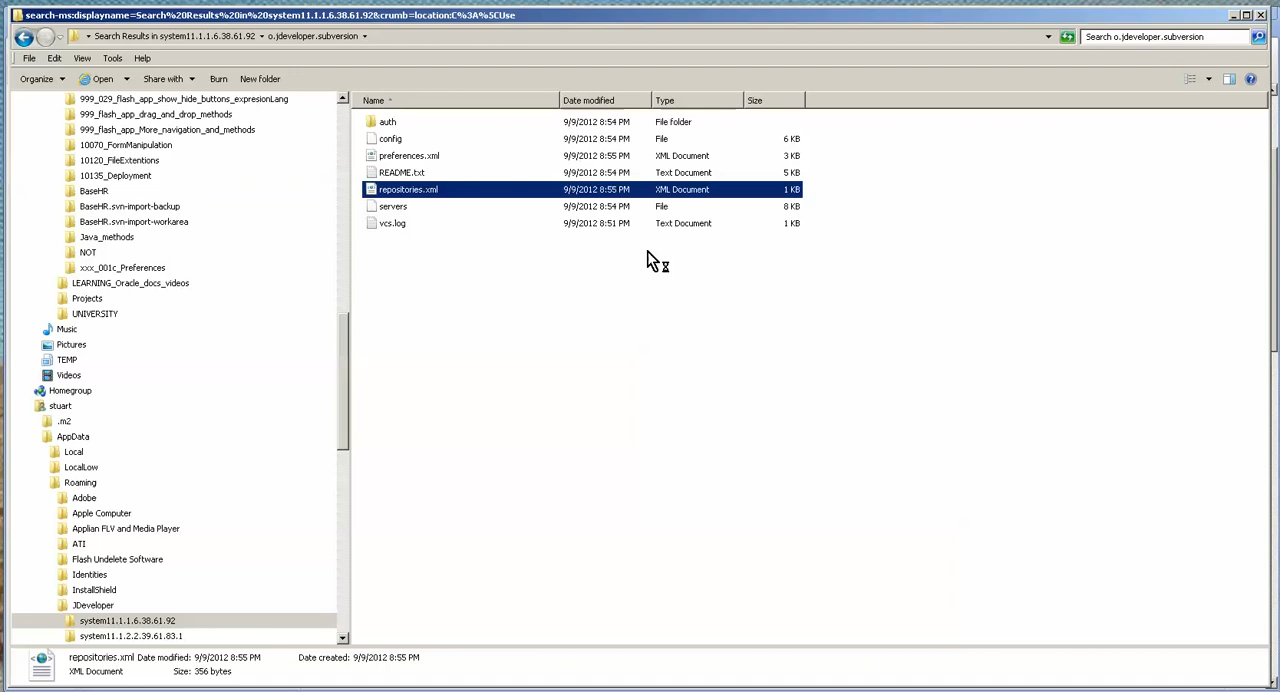 search-ms:displayname=Search%20Results%20in%20system11.1.1.6.38.61.92&crumb=location:C%3A%5CUse
Search Results in system11.1.1.6.38.61.92 o.jdeveloper.subversion
Search o.jdeveloper.subversion
File Edit View Tools Help
Organize Open Share with Burn New folder
999_029_flash_app_show_hide_buttons_expresionLang
999_flash_app_drag_and_drop_methods
999_flash_app_More_navigation_and_methods
10070_FormManipulation
10120_FileExtentions
10135_Deployment
BaseHR
BaseHR.svn-import-backup
BaseHR.svn-import-workarea
Java_methods
NOT
xxx_001c_Preferences
LEARNING_Oracle_docs_videos
Projects
UNIVERSITY
Music
Pictures
TEMP
Videos
Homegroup
stuart
.m2
AppData
Local
LocalLow
Roaming
Adobe
Apple Computer
Applian FLV and Media Player
ATI
Flash Undelete Software
Identities
InstallShield
JDeveloper
system11.1.1.6.38.61.92
system11.1.2.2.39.61.83.1
Name Date modified Type Size
auth 9/9/2012 8:54 PM File folder
config 9/9/2012 8:54 PM File 6 KB
preferences.xml 9/9/2012 8:55 PM XML Document 3 KB
README.txt 9/9/2012 8:54 PM Text Document 5 KB
repositories.xml 9/9/2012 8:55 PM XML Document 1 KB
servers 9/9/2012 8:54 PM File 8 KB
vcs.log 9/9/2012 8:51 PM Text Document 1 KB
repositories.xml Date modified: 9/9/2012 8:55 PM Date created: 9/9/2012 8:55 PM
XML Document Size: 356 bytes